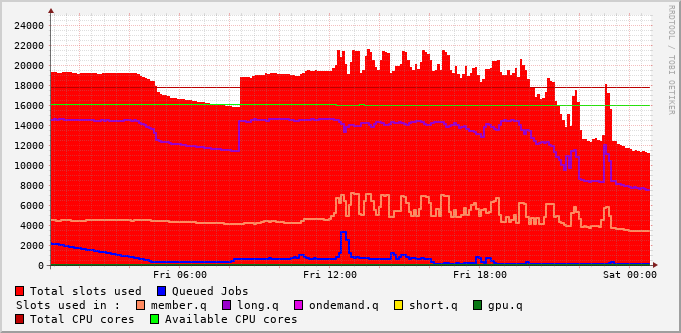 24000
22000
20000
18000
16000
14000
12000
10000
8000
6000
4000
2000
0
Fri 06:00 Fri 12:00 Fri 18:00 Sat 00:00
RRDTOOL / TOBI OETIKER
Total slots used Queued Jobs
Slots used in : member.q long.q ondemand.q short.q gpu.q
Total CPU cores Available CPU cores